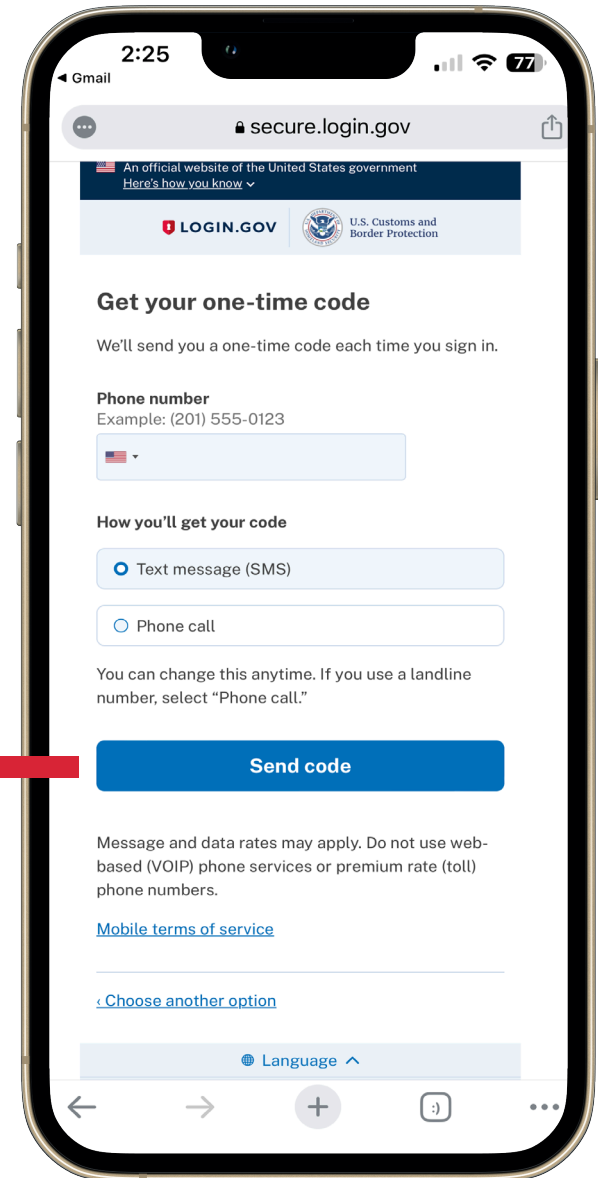 2:25
77
◀ Gmail
secure.login.gov
An official website of the United States government
Here's how you know
LOGIN.GOV
U.S. Customs and
Border Protection
Get your one-time code
We'll send you a one-time code each time you sign in.
Phone number
Example: (201) 555-0123
How you'll get your code
Text message (SMS)
Phone call
You can change this anytime. If you use a landline
number, select “Phone call.”
Send code
Message and data rates may apply. Do not use web-
based (VOIP) phone services or premium rate (toll)
phone numbers.
Mobile terms of service
‹ Choose another option
Language
:)